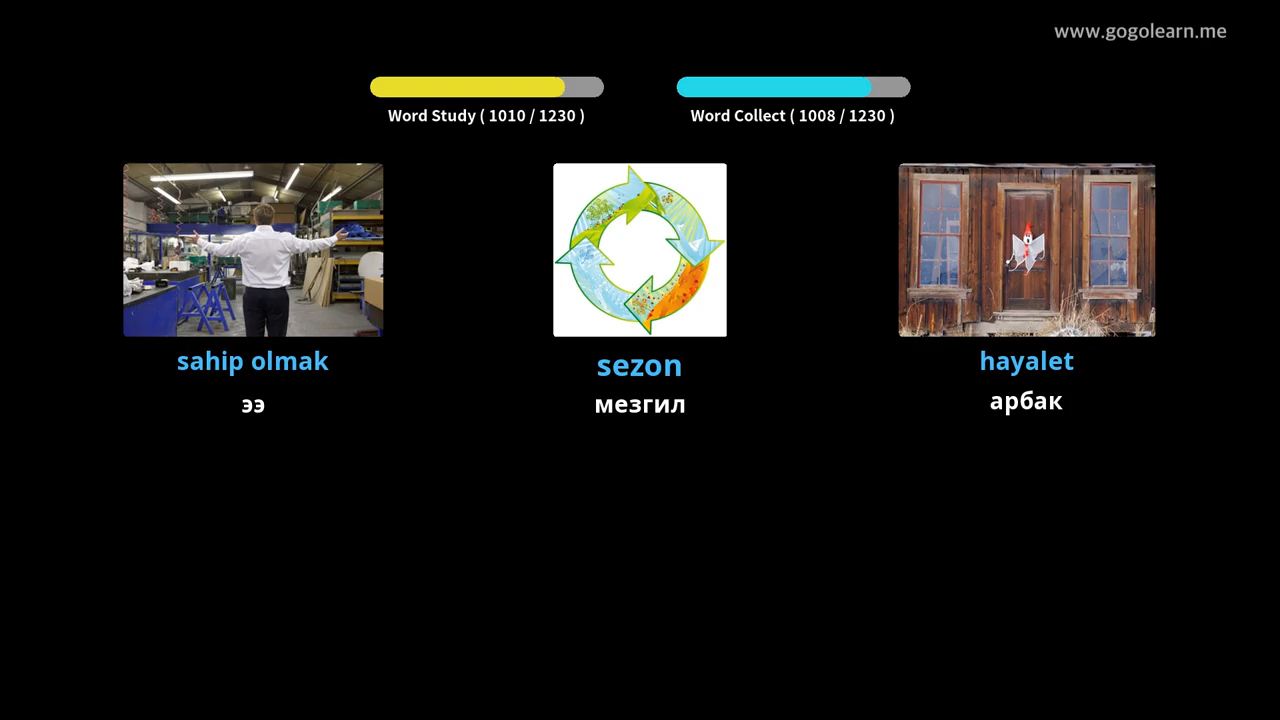 www.gogolearn.me
Word Study ( 1010 / 1230 )
Word Collect ( 1008 / 1230 )
sahip olmak
ээ
sezon
мезгил
hayalet
арбак